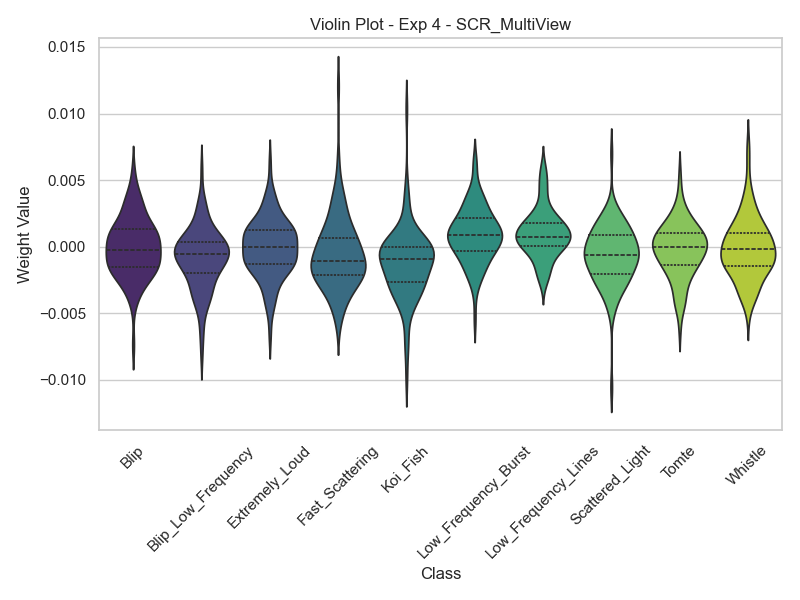 Violin Plot - Exp 4 - SCR_MultiView
0.015
0.010
0.005
0.000
−0.005
−0.010
Weight Value
Blip
Blip_Low_Frequency
Extremely_Loud
Fast_Scattering
Koi_Fish
Low_Frequency_Burst
Low_Frequency_Lines
Scattered_Light
Tomte
Whistle
Class